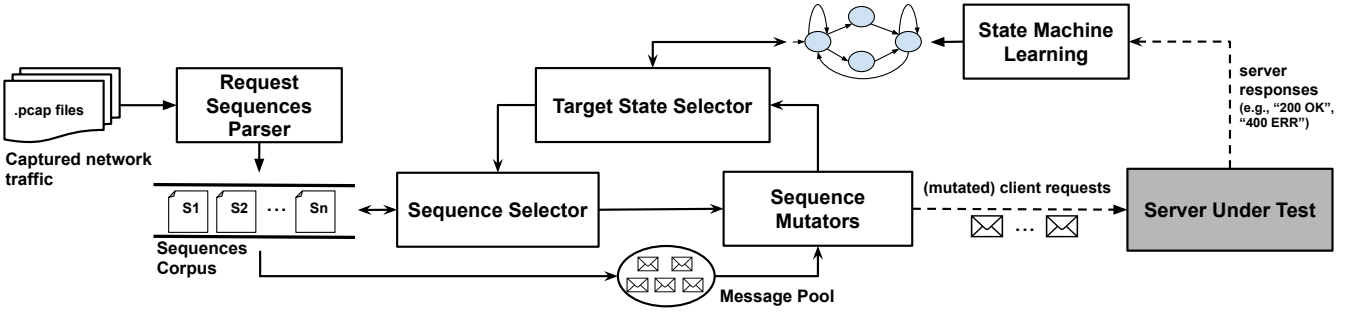 .pcap files
Captured network
traffic
Request
Sequences
Parser
S1 S2 ... Sn
Sequences
Corpus
Sequence Selector
Target State Selector
Sequence
Mutators
Message Pool
State Machine
Learning
server
responses
(e.g., “200 OK”,
“400 ERR”)
(mutated) client requests
...
Server Under Test